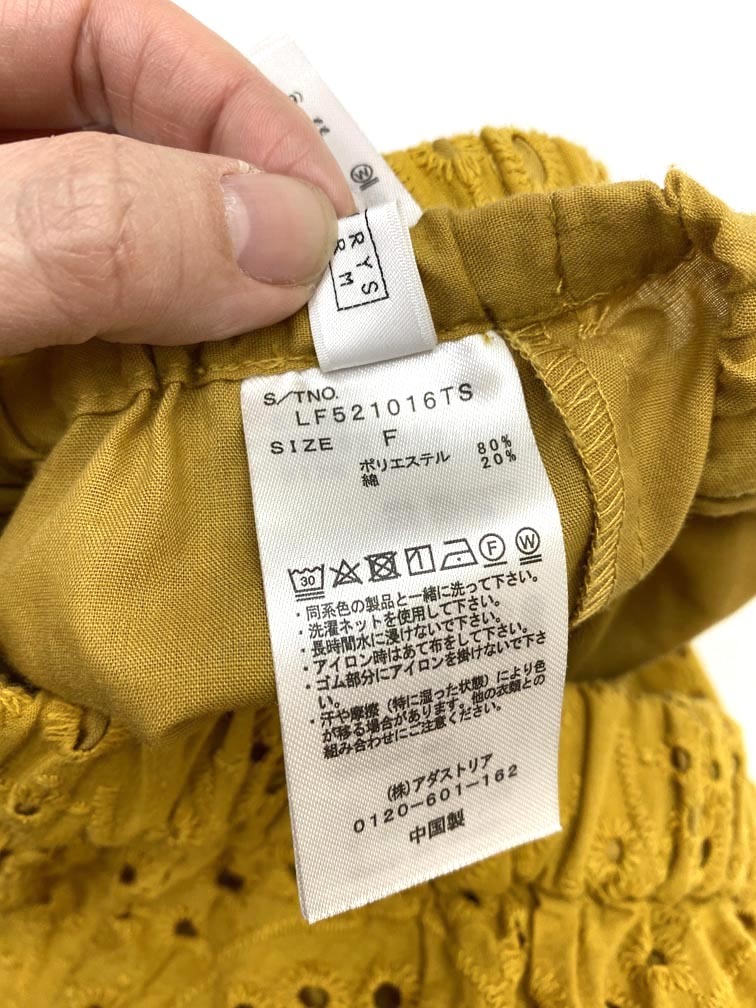 RYS
RM
S/TNO.
LF521016TS
SIZE F
ポリエステル 80%
綿 20%
30 F W
・同系色の製品と一緒に洗って下さい。
・洗濯ネットを使用して下さい。
・長時間水に浸けないで下さい。
・アイロン時はあて布をして下さい。
・ゴム部分にアイロンを掛けないで下さ
い。
・汗や摩擦（特に湿った状態）により色
が移る場合があります。他の衣類との
組み合わせにご注意ください。
(株)アダストリア
0120-601-162
中国製
W